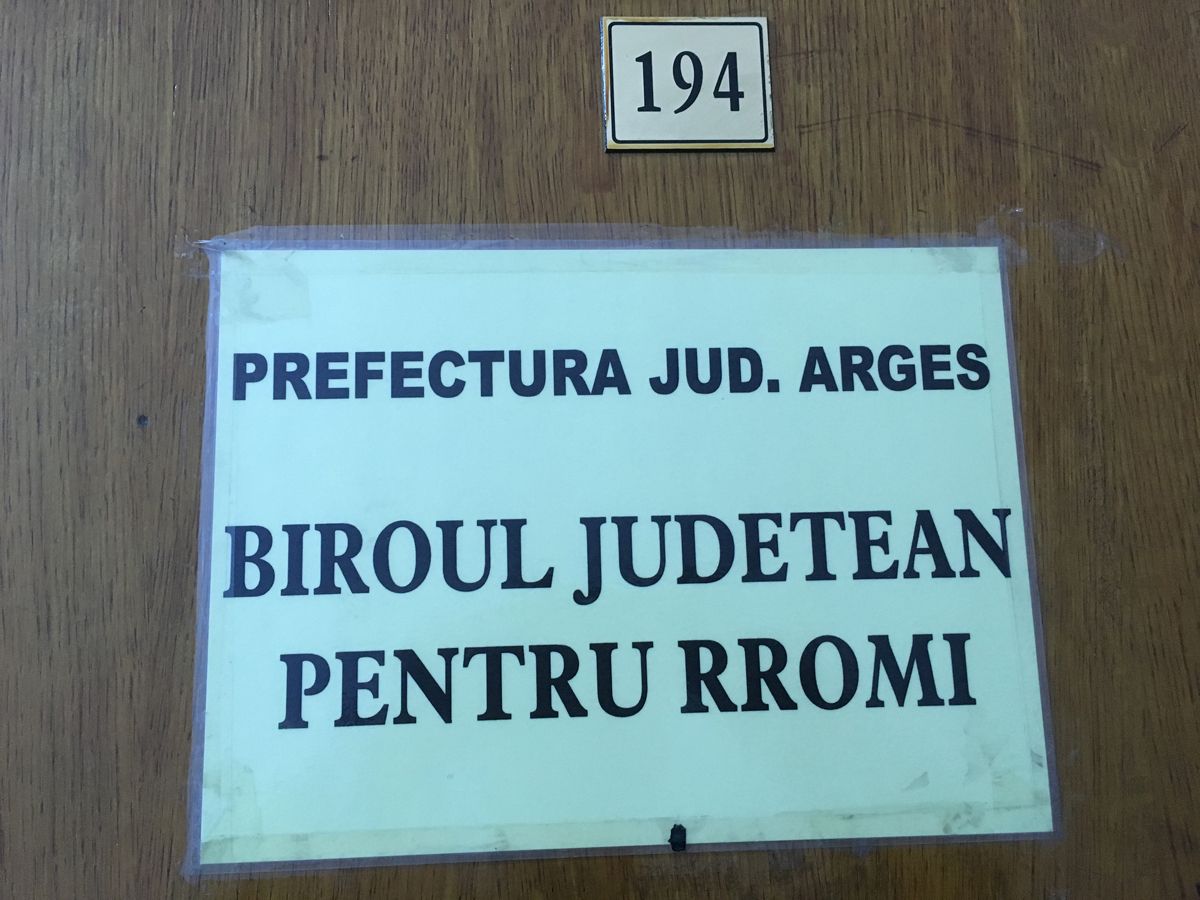 194
PREFECTURA JUD. ARGES
BIROUL JUDETEAN
PENTRU RROMI